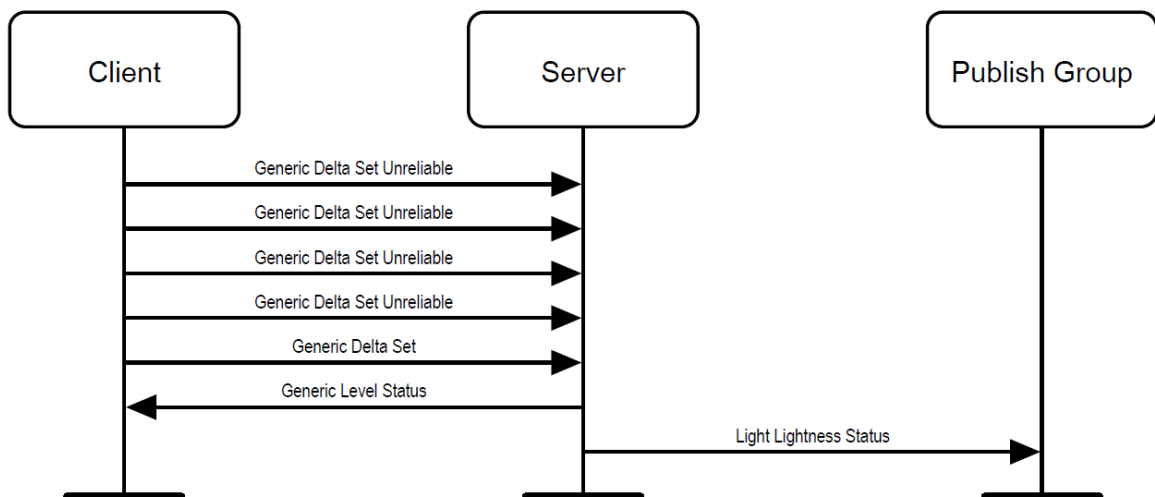 Client
Server
Publish Group
Generic Delta Set Unreliable
Generic Delta Set Unreliable
Generic Delta Set Unreliable
Generic Delta Set Unreliable
Generic Delta Set
Generic Level Status
Light Lightness Status